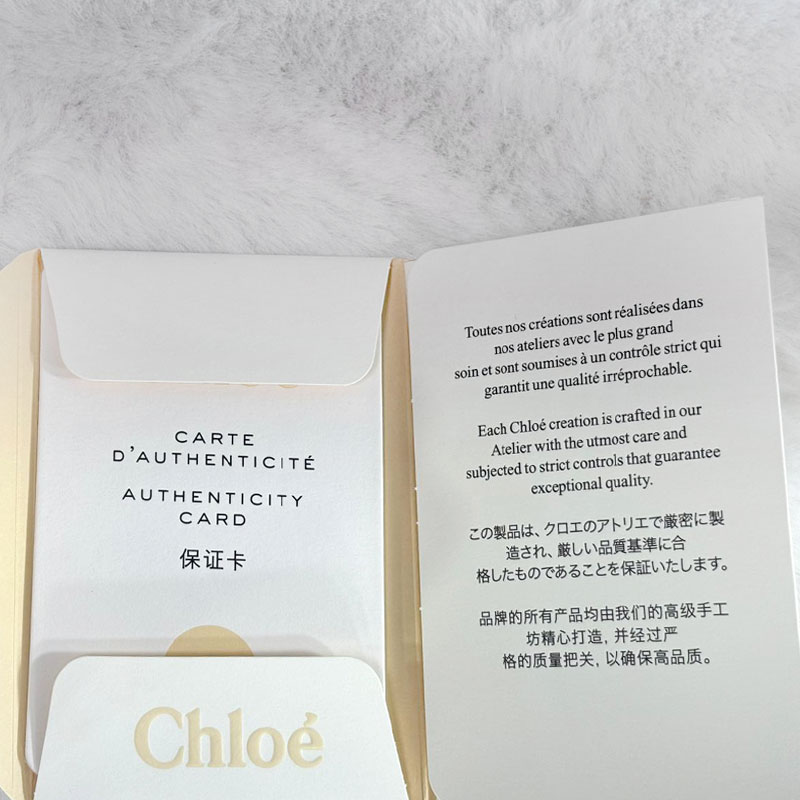 CARTE
D'AUTHENTICITÉ
AUTHENTICITY
CARD
保证卡
Chloé
Toutes nos créations sont réalisées dans
nos ateliers avec le plus grand
soin et sont soumises à un contrôle strict qui
garantit une qualité irréprochable.
Each Chloé creation is crafted in our
Atelier with the utmost care and
subjected to strict controls that guarantee
exceptional quality.
この製品は、クロエのアトリエで厳密に製
造され、厳しい品質基準に合
格したものであることを保証いたします。
品牌的所有产品均由我们的高级手工
坊精心打造, 并经过严
格的质量把关, 以确保高品质。